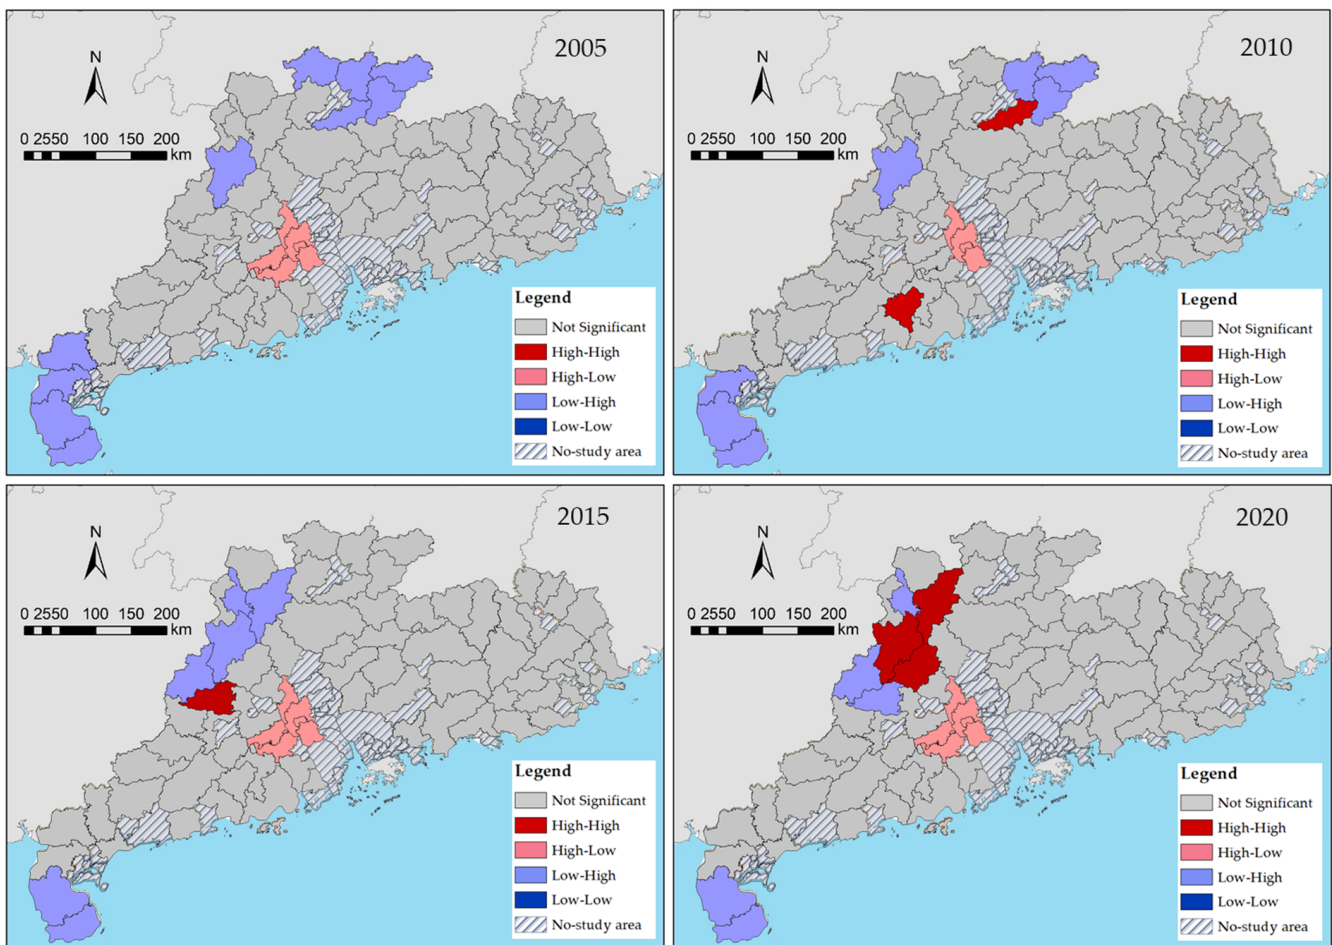 2005
N
0 2550 100 150 200
km
Legend
Not Significant
High-High
High-Low
Low-High
Low-Low
No-study area
2010
N
0 2550 100 150 200
km
Legend
Not Significant
High-High
High-Low
Low-High
Low-Low
No-study area
2015
N
0 2550 100 150 200
km
Legend
Not Significant
High-High
High-Low
Low-High
Low-Low
No-study area
2020
N
0 2550 100 150 200
km
Legend
Not Significant
High-High
High-Low
Low-High
Low-Low
No-study area